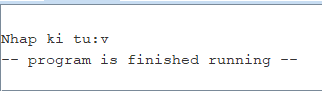 Nhap ki tu:v
-- program is finished running --